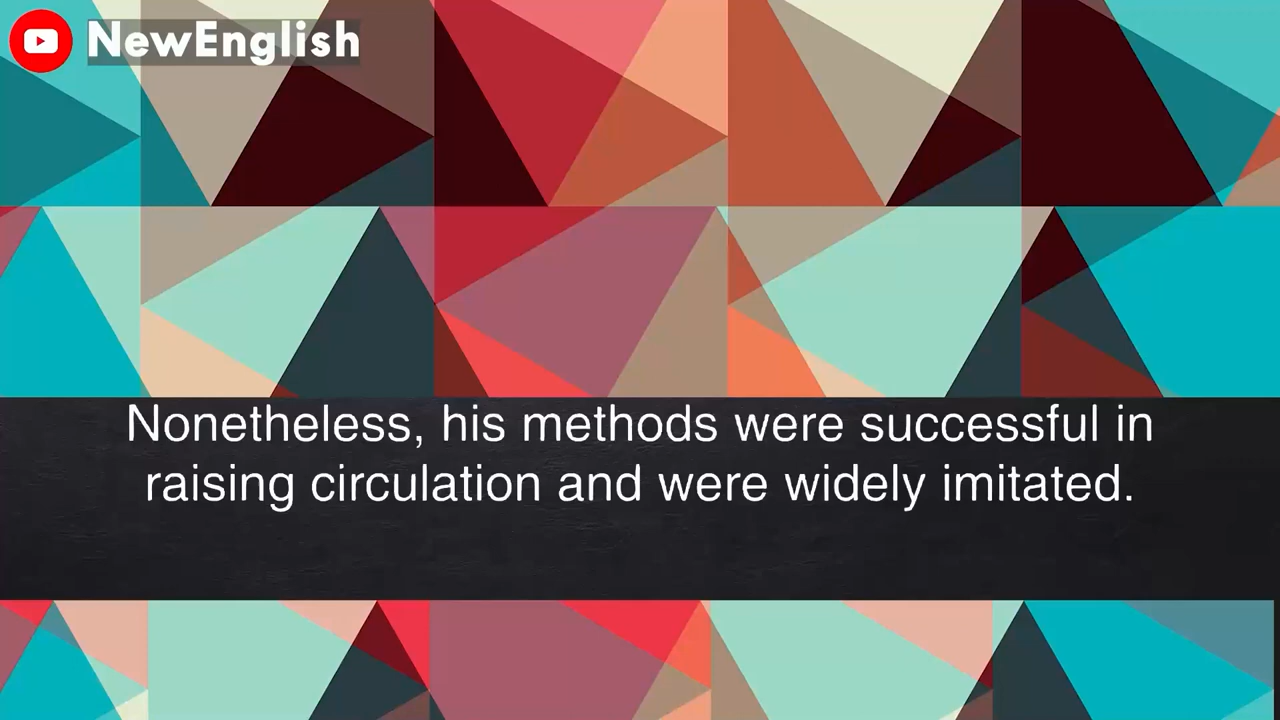 NewEnglish
Nonetheless, his methods were successful in
raising circulation and were widely imitated.